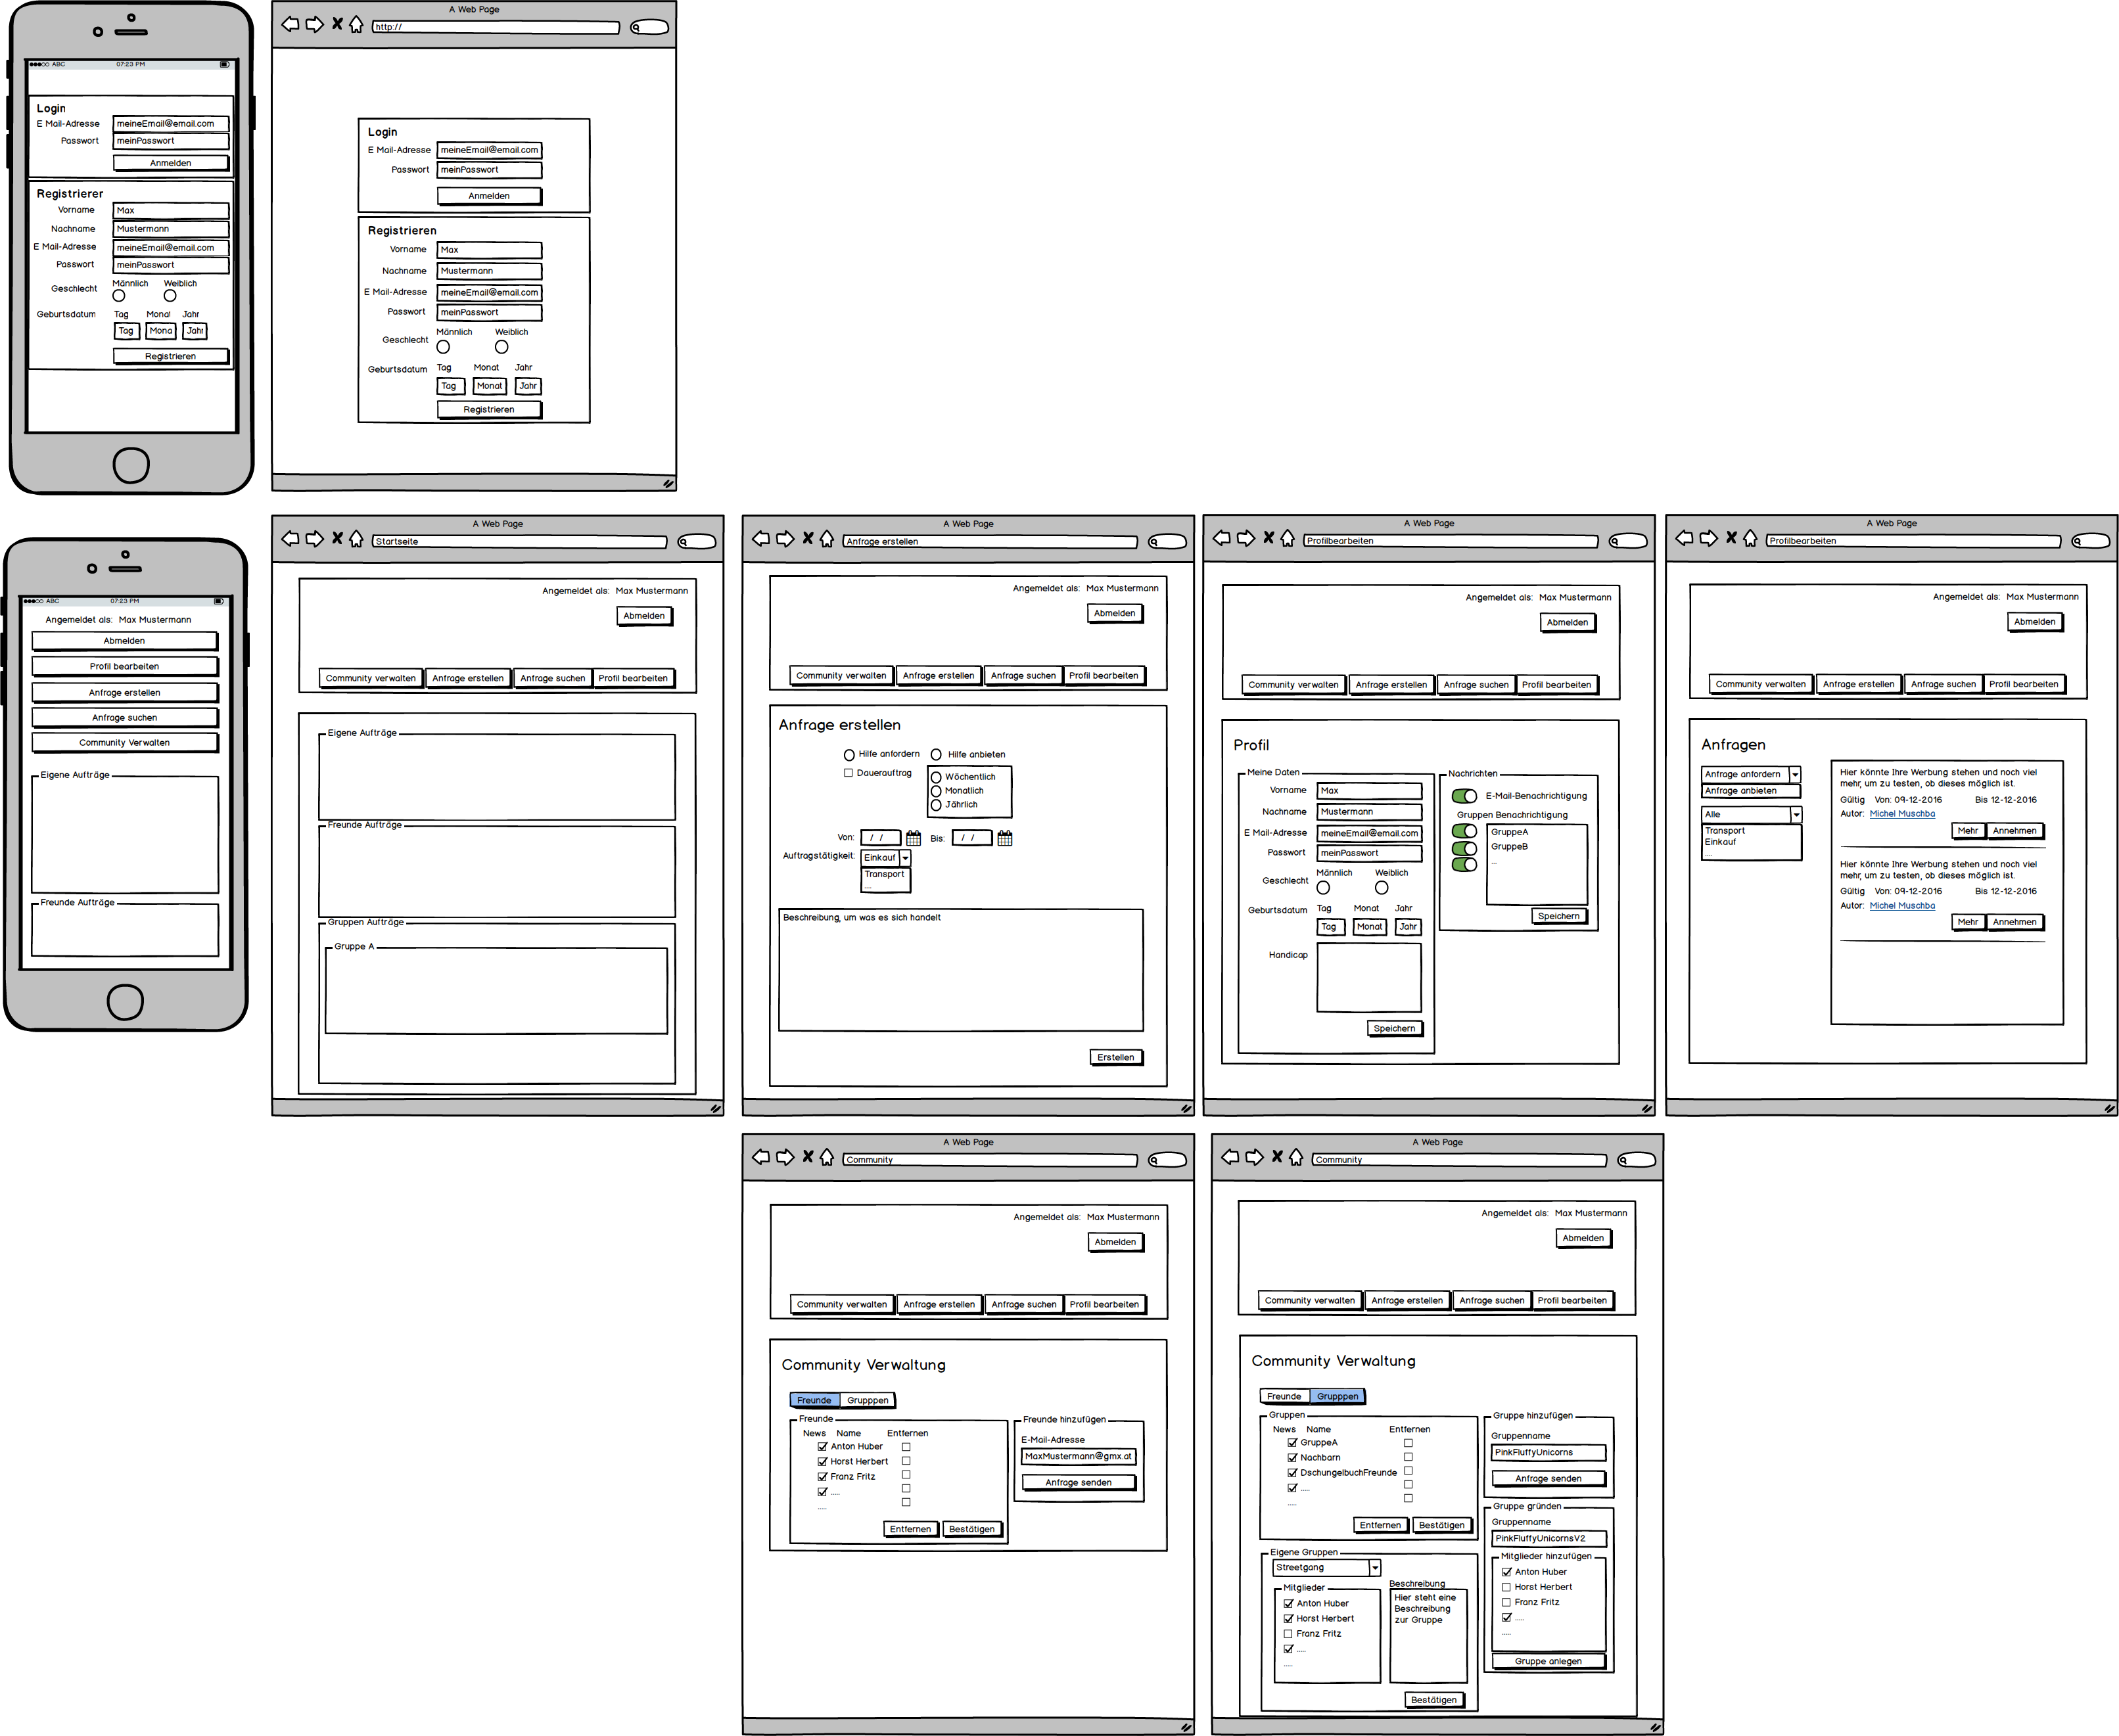 ABC 07:23 PM
Login
E Mail-Adresse meineEmail@email.com
Passwort meinPasswort
Anmelden
Registrierer
Vorname Max
Nachname Mustermann
E Mail-Adresse meineEmail@email.com
Passwort meinPasswort
Geschlecht Männlich Weiblich
Geburtsdatum Tag Monat Jahr
Tag Mona Jahr
Registrieren
A Web Page
http://
Login
E Mail-Adresse meineEmail@email.com
Passwort meinPasswort
Anmelden
Registrieren
Vorname Max
Nachname Mustermann
E Mail-Adresse meineEmail@email.com
Passwort meinPasswort
Geschlecht Männlich Weiblich
Geburtsdatum Tag Monat Jahr
Tag Monat Jahr
Registrieren
ABC 07:23 PM
Angemeldet als: Max Mustermann
Abmelden
Profil bearbeiten
Anfrage erstellen
Anfrage suchen
Community Verwalten
Eigene Aufträge
Freunde Aufträge
A Web Page
Startseite
Angemeldet als: Max Mustermann
Abmelden
Community verwalten Anfrage erstellen Anfrage suchen Profil bearbeiten
Eigene Aufträge
Freunde Aufträge
Gruppen Aufträge
Gruppe A
A Web Page
Anfrage erstellen
Angemeldet als: Max Mustermann
Abmelden
Community verwalten Anfrage erstellen Anfrage suchen Profil bearbeiten
Anfrage erstellen
Hilfe anfordern Hilfe anbieten
Dauerauftrag
Wöchentlich
Monatlich
Jährlich
Von: / / Bis: / /
Auftragstätigkeit: Einkauf
Transport
....
Beschreibung, um was es sich handelt
Erstellen
A Web Page
Profilbearbeiten
Angemeldet als: Max Mustermann
Abmelden
Community verwalten Anfrage erstellen Anfrage suchen Profil bearbeiten
Profil
Meine Daten
Vorname Max
Nachname Mustermann
E Mail-Adresse meineEmail@email.com
Passwort meinPasswort
Geschlecht Männlich Weiblich
Geburtsdatum Tag Monat Jahr
Tag Monat Jahr
Handicap
Speichern
Nachrichten
E-Mail-Benachrichtigung
Gruppen Benachrichtigung
GruppeA
GruppeB
...
Speichern
A Web Page
Profilbearbeiten
Angemeldet als: Max Mustermann
Abmelden
Community verwalten Anfrage erstellen Anfrage suchen Profil bearbeiten
Anfragen
Anfrage anfordern
Anfrage anbieten
Alle
Transport
Einkauf
....
Hier könnte Ihre Werbung stehen und noch viel
mehr, um zu testen, ob dieses möglich ist.
Gültig Von: 09-12-2016 Bis 12-12-2016
Autor: Michel Muschba
Mehr Annehmen
Hier könnte Ihre Werbung stehen und noch viel
mehr, um zu testen, ob dieses möglich ist.
Gültig Von: 09-12-2016 Bis 12-12-2016
Autor: Michel Muschba
Mehr Annehmen
A Web Page
Community
Angemeldet als: Max Mustermann
Abmelden
Community verwalten Anfrage erstellen Anfrage suchen Profil bearbeiten
Community Verwaltung
Freunde Grupppen
Freunde
News Name Entfernen
Anton Huber
Horst Herbert
Franz Fritz
.....
.....
Entfernen Bestätigen
Freunde hinzufügen
E-Mail-Adresse
MaxMustermann@gmx.at
Anfrage senden
A Web Page
Community
Angemeldet als: Max Mustermann
Abmelden
Community verwalten Anfrage erstellen Anfrage suchen Profil bearbeiten
Community Verwaltung
Freunde Grupppen
Gruppen
News Name Entfernen
GruppeA
Nachbarn
DschungelbuchFreunde
.....
.....
Entfernen Bestätigen
Gruppe hinzufügen
Gruppenname
PinkFluffyUnicorns
Anfrage senden
Gruppe gründen
Gruppenname
PinkFluffyUnicornsV2
Mitglieder hinzufügen
Anton Huber
Horst Herbert
Franz Fritz
.....
.....
Gruppe anlegen
Eigene Gruppen
Streetgang
Mitglieder
Anton Huber
Horst Herbert
Franz Fritz
.....
.....
Beschreibung
Hier steht eine
Beschreibung
zur Gruppe
Bestätigen